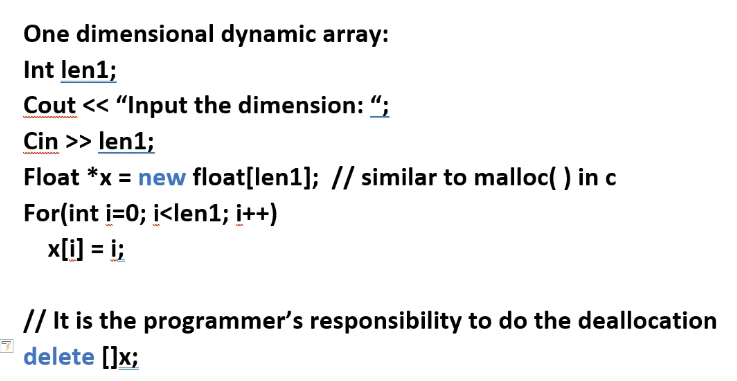 One dimensional dynamic array:
Int len1;
Cout << “Input the dimension: “;
Cin >> len1;
Float *x = new float[len1];  // similar to malloc( ) in c
For(int i=0; i<len1; i++)
   x[i] = i;
// It is the programmer’s responsibility to do the deallocation
delete []x;